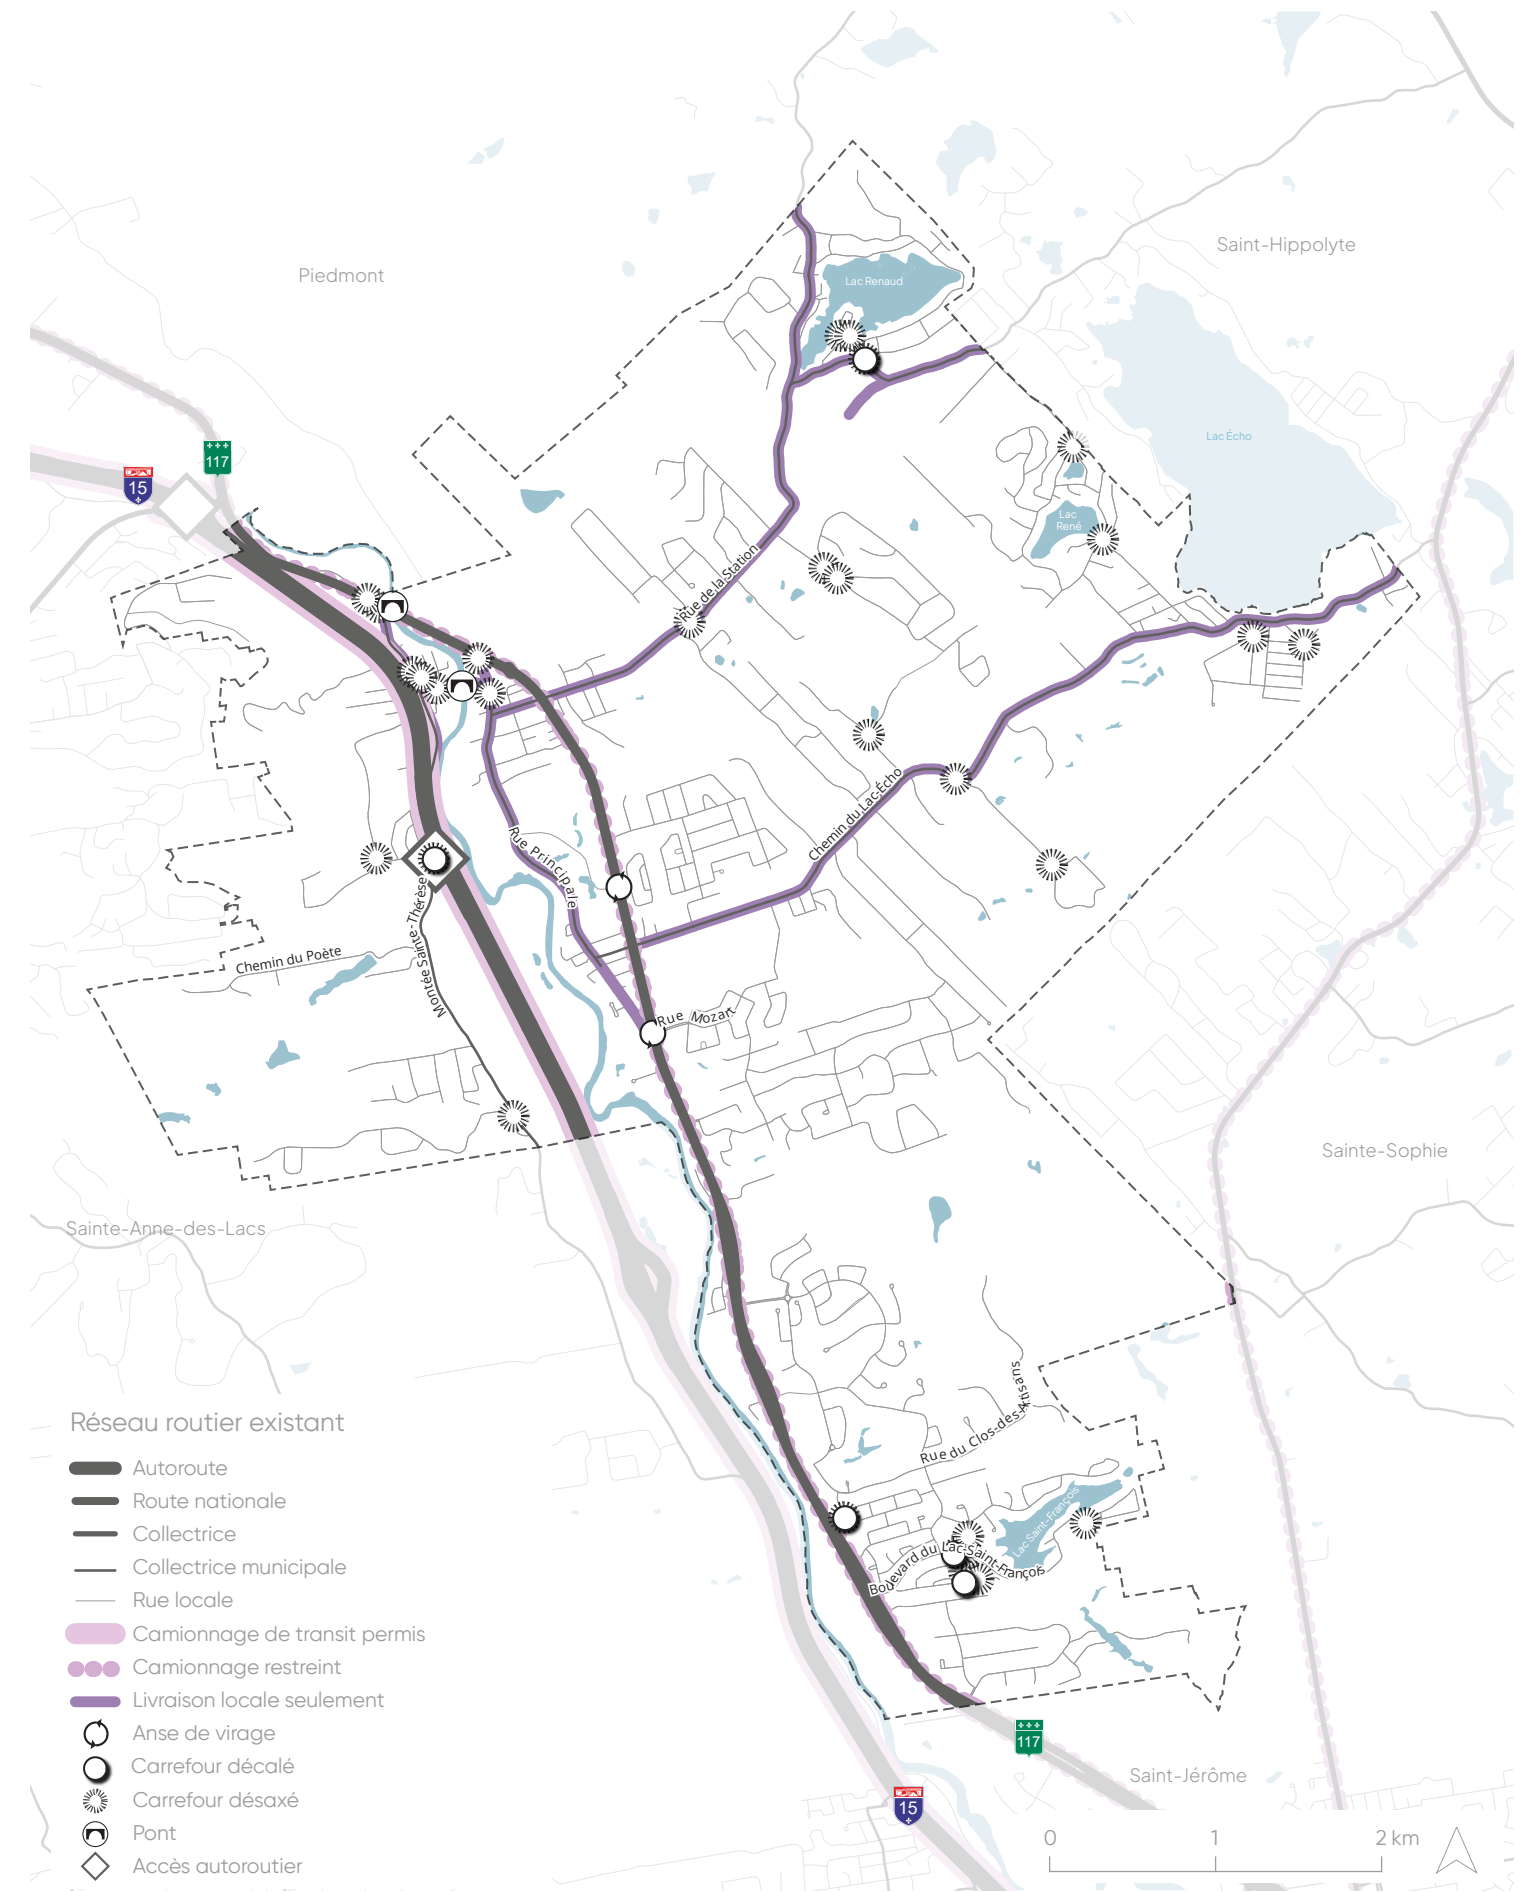 Saint-Hippolyte
Piedmont
Lac Renaud
Lac Écho
117
15
Lac
René
Rue de la Station
Chemin du Lac-Écho
Rue Principale
Montée Sainte-Thérèse
Chemin du Poète
Rue Mozart
Sainte-Sophie
Sainte-Anne-des-Lacs
Rue du Clos-des-Artisans
Lac Saint-François
Boulevard du Lac-Saint-François
Réseau routier existant
Autoroute
Route nationale
Collectrice
Collectrice municipale
Rue locale
Camionnage de transit permis
Camionnage restreint
Livraison locale seulement
Anse de virage
Carrefour décalé
Carrefour désaxé
Pont
Accès autoroutier
117
Saint-Jérôme
15
0 1 2 km